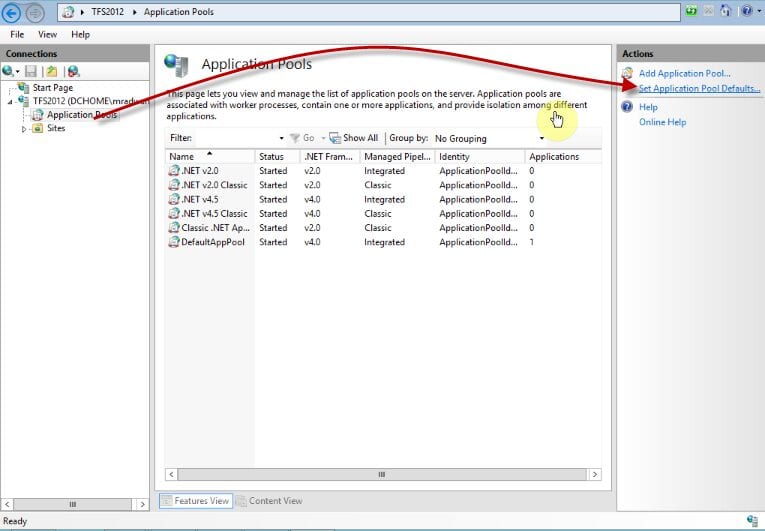 TFS2012 ▸ Application Pools
File View Help
Connections
Start Page
TFS2012 (DCHOME\mradwan
Application Pools
Sites
Application Pools
This page lets you view and manage the list of application pools on the server. Application pools are
associated with worker processes, contain one or more applications, and provide isolation among different
applications.
Filter: Go Show All Group by: No Grouping
Name Status .NET Fram... Managed Pipel... Identity Applications
.NET v2.0 Started v2.0 Integrated ApplicationPoolId... 0
.NET v2.0 Classic Started v2.0 Classic ApplicationPoolId... 0
.NET v4.5 Started v4.0 Integrated ApplicationPoolId... 0
.NET v4.5 Classic Started v4.0 Classic ApplicationPoolId... 0
Classic .NET Ap... Started v2.0 Classic ApplicationPoolId... 0
DefaultAppPool Started v4.0 Integrated ApplicationPoolId... 1
Features View Content View
Actions
Add Application Pool...
Set Application Pool Defaults...
Help
Online Help
Ready